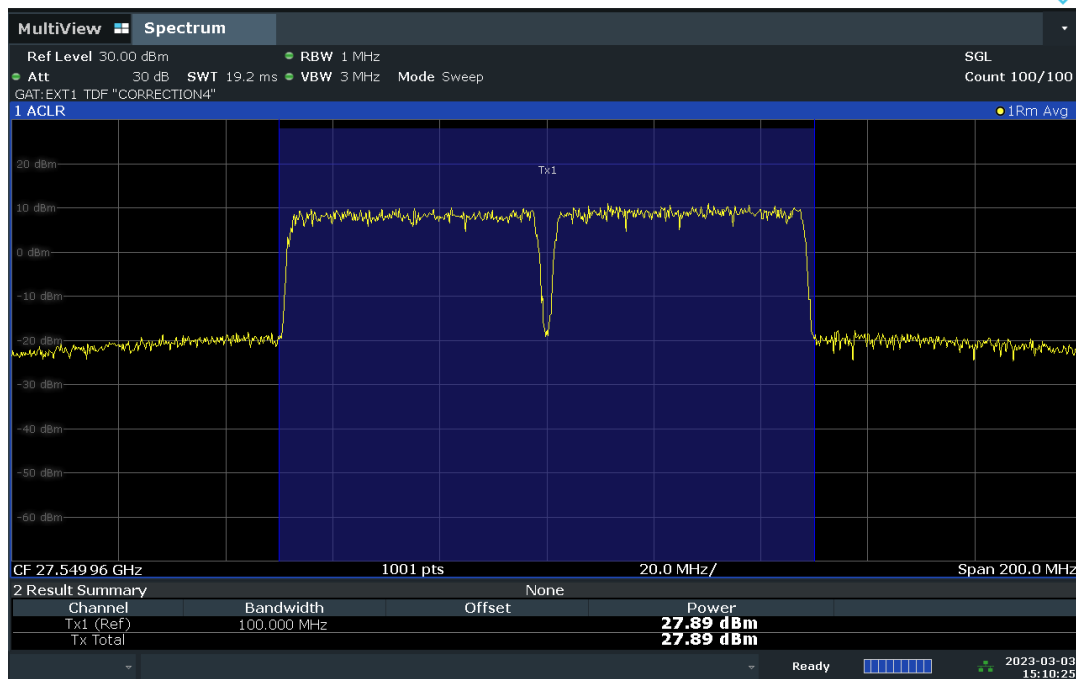 MultiView Spectrum
Ref Level 30.00 dBm RBW 1 MHz SGL
Att 30 dB SWT 19.2 ms VBW 3 MHz Mode Sweep Count 100/100
GAT:EXT1 TDF "CORRECTION4"
1 ACLR 1Rm Avg
Tx1
20 dBm
10 dBm
0 dBm
-10 dBm
-20 dBm
-30 dBm
-40 dBm
-50 dBm
-60 dBm
CF 27.549 96 GHz 1001 pts 20.0 MHz/ Span 200.0 MHz
2 Result Summary None
Channel Bandwidth Offset Power
Tx1 (Ref) 100.000 MHz 27.89 dBm
Tx Total 27.89 dBm
Ready 2023-03-03
15:10:25